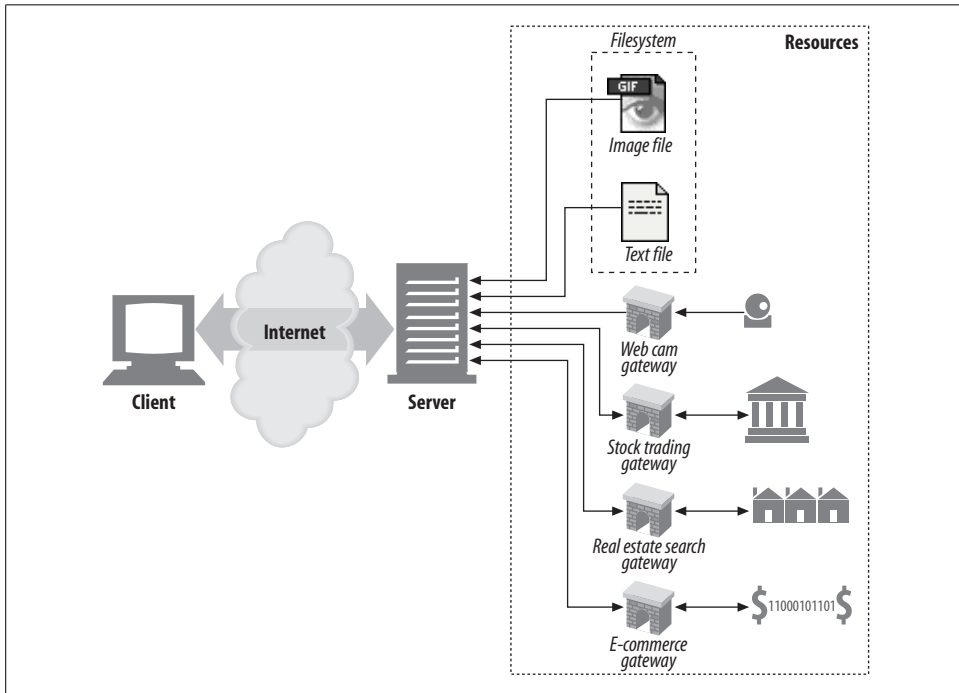 Filesystem
Resources
GIF
Image file
Text file
Internet
Client
Server
Web cam
gateway
Stock trading
gateway
Real estate search
gateway
E-commerce
gateway
$11000101101$